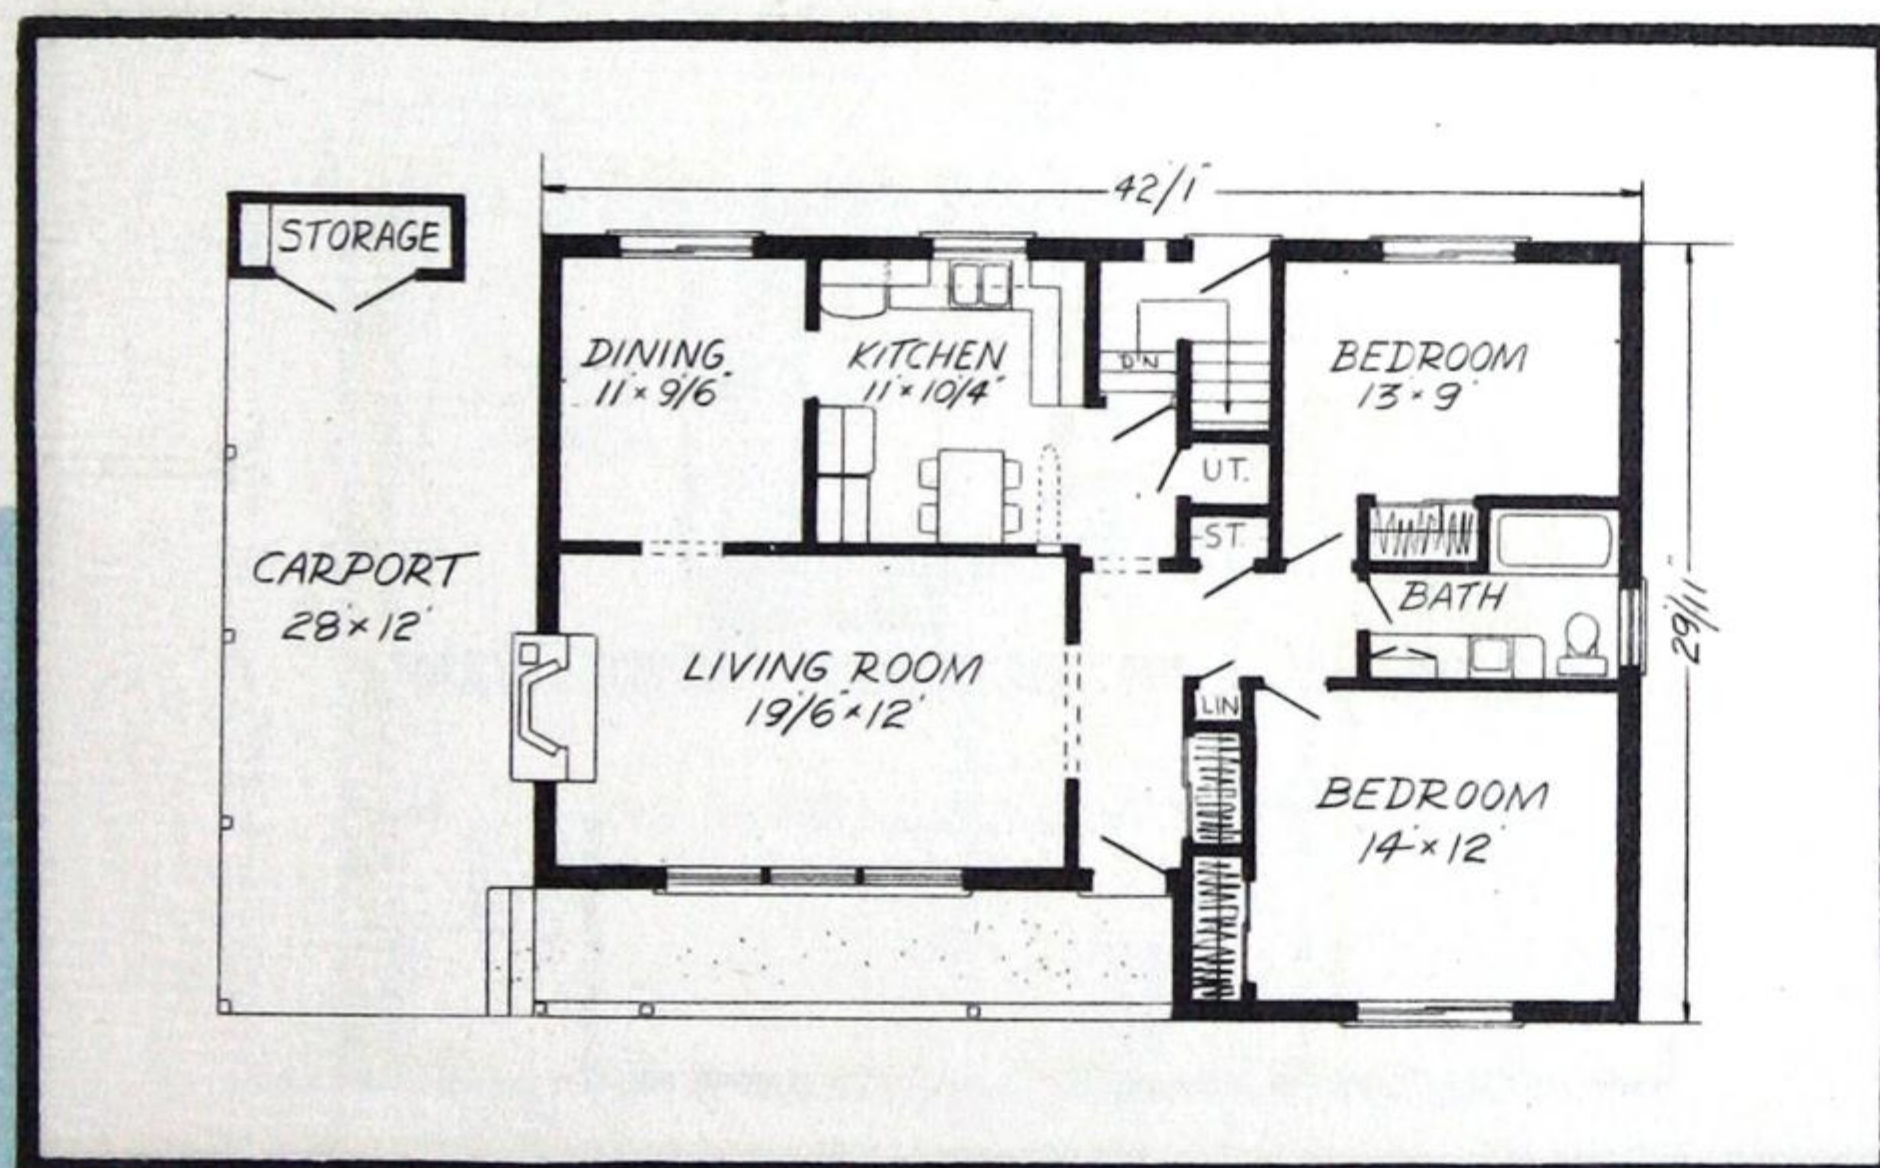 42/1"
STORAGE
DINING
11' × 9/6"
KITCHEN
11' × 10/4"
D'N
BEDROOM
13' × 9'
UT.
ST.
CARPORT
28' × 12'
BATH
29/11"
LIVING ROOM
19/6" × 12'
LIN
BEDROOM
14' × 12'